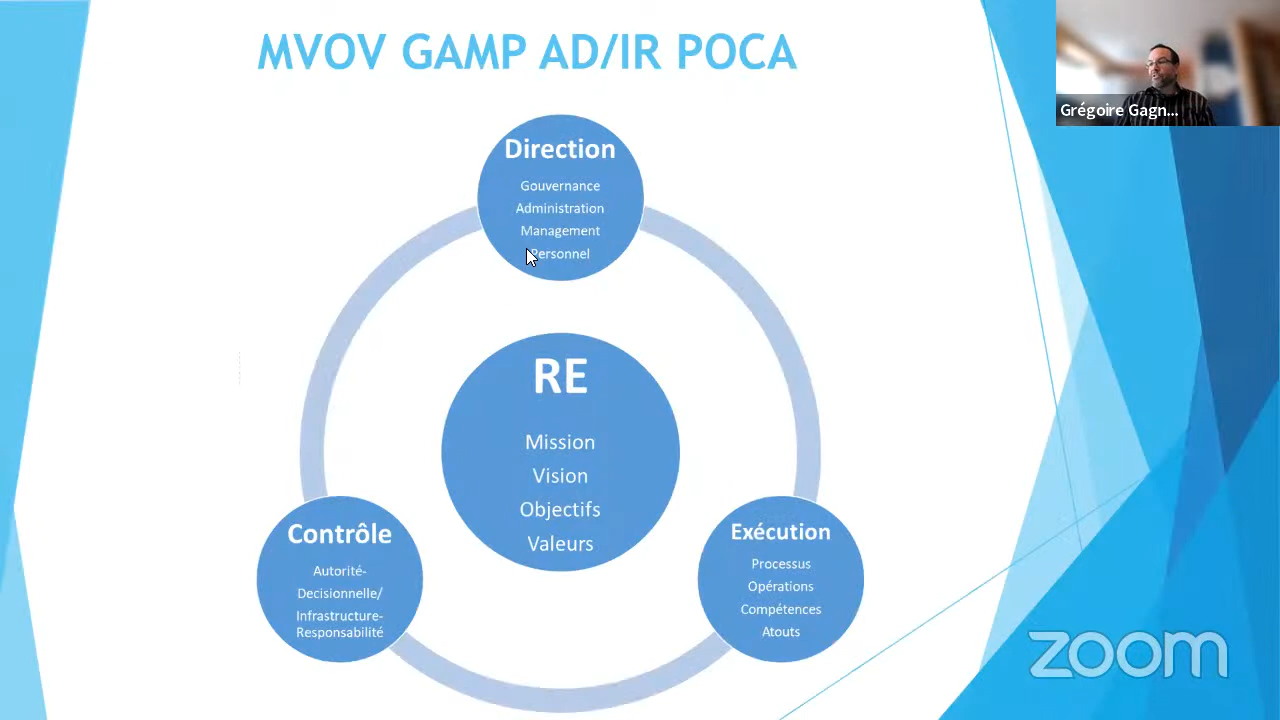 MVOV GAMP AD/IR POCA
Grégoire Gagn...
Direction
Gouvernance
Administration
Management
Personnel
RE
Mission
Vision
Objectifs
Valeurs
Contrôle
Autorité-
Decisionnelle/
Infrastructure-
Responsabilité
Exécution
Processus
Opérations
Compétences
Atouts
zoom